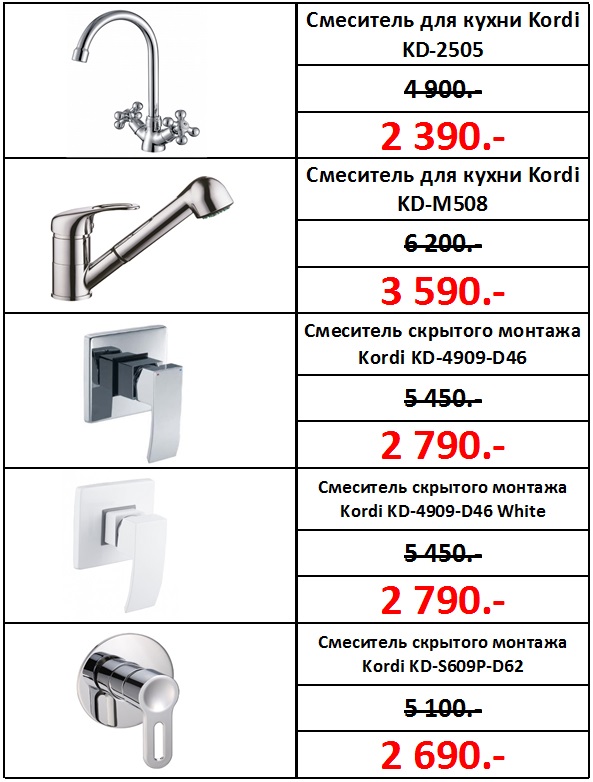 Смеситель для кухни Kordi
KD-2505
4 900.-
2 390.-
Смеситель для кухни Kordi
KD-M508
6 200.-
3 590.-
Смеситель скрытого монтажа
Kordi KD-4909-D46
5 450.-
2 790.-
Смеситель скрытого монтажа
Kordi KD-4909-D46 White
5 450.-
2 790.-
Смеситель скрытого монтажа
Kordi KD-S609P-D62
5 100.-
2 690.-